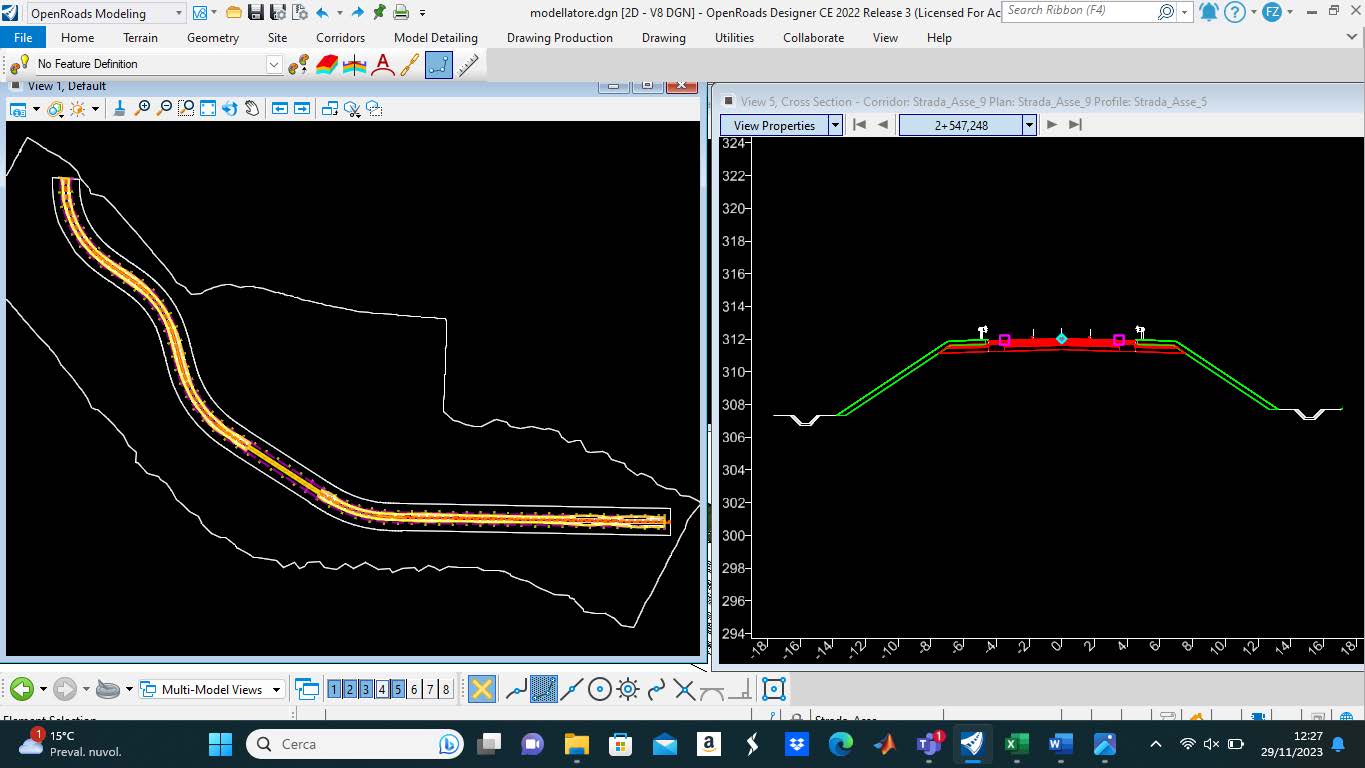 OpenRoads Modeling
modellatore.dgn [2D - V8 DGN] - OpenRoads Designer CE 2022 Release 3 (Licensed For Ac
Search Ribbon (F4)
FZ
File Home Terrain Geometry Site Corridors Model Detailing Drawing Production Drawing Utilities Collaborate View Help
No Feature Definition
View 1, Default
View 5, Cross Section - Corridor: Strada_Asse_9 Plan: Strada_Asse_9 Profile: Strada_Asse_5
View Properties
2+547,248
324
322
320
318
316
314
312
310
308
306
304
302
300
298
296
294
-18 -16 -14 -12 -10 -8 -6 -4 -2 0 2 4 6 8 10 12 14 16 18
Multi-Model Views
1 2 3 4 5 6 7 8
Element Selection
Strada_Asse
1
15°C
Preval. nuvol.
Cerca
1
12:27
29/11/2023